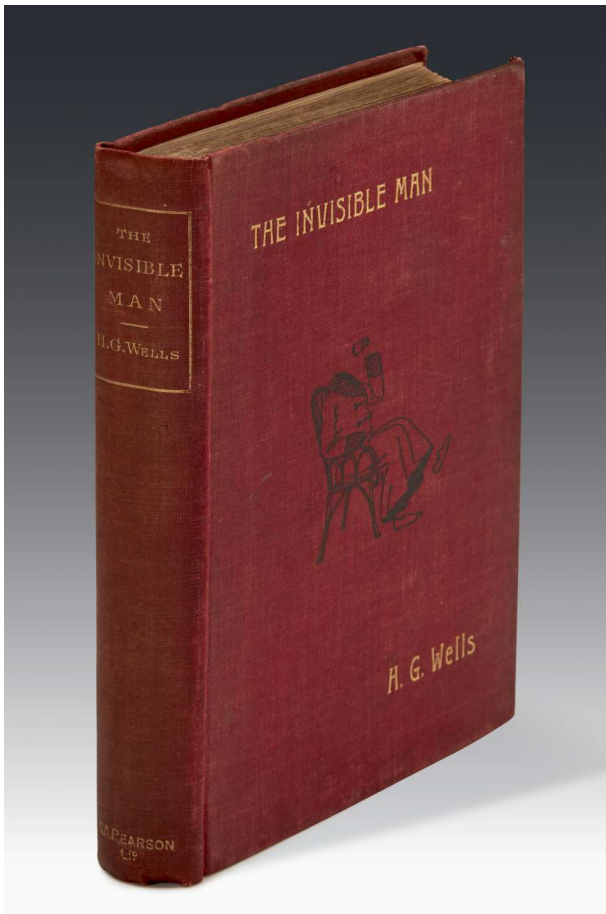 THE
INVISIBLE
MAN
H.G. WELLS
C.A.PEARSON
LTD
THE INVISIBLE MAN
H. G. Wells